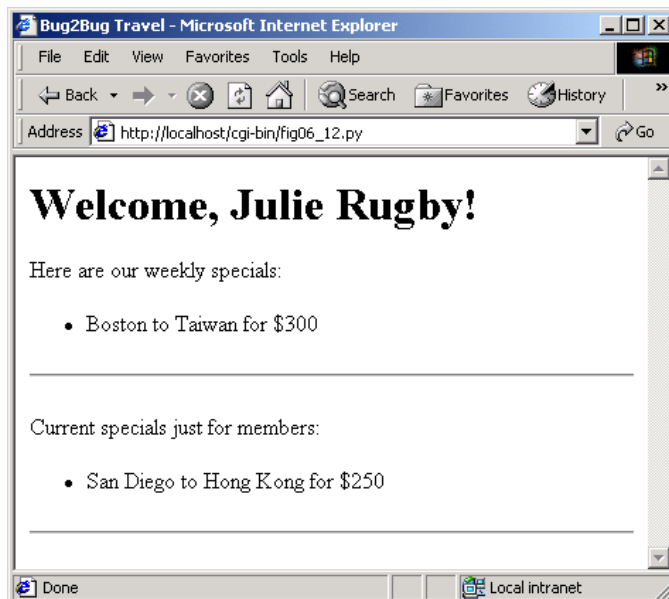 Bug2Bug Travel - Microsoft Internet Explorer
File Edit View Favorites Tools Help
Back Search Favorites History »
Address http://localhost/cgi-bin/fig06_12.py Go
Welcome, Julie Rugby!
Here are our weekly specials:
• Boston to Taiwan for $300
Current specials just for members:
• San Diego to Hong Kong for $250
Done Local intranet